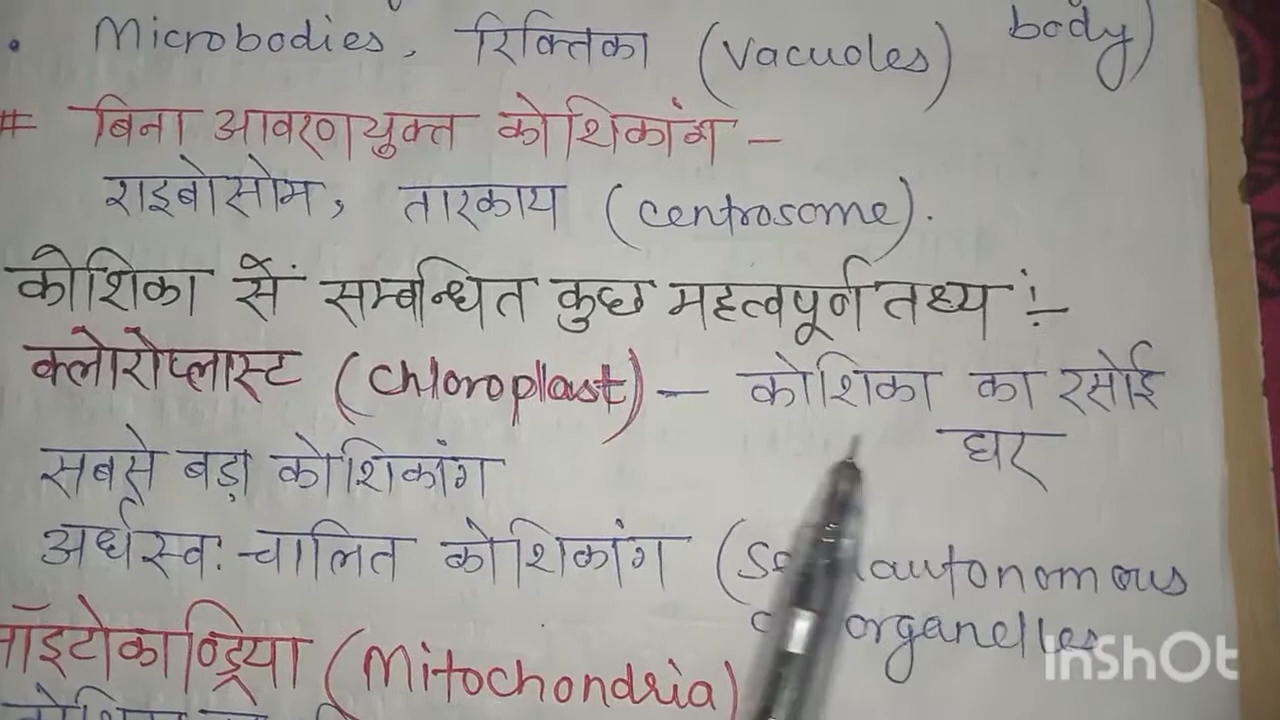 • Microbodies, रिक्तिका (Vacuoles) body)
# बिना आवरणयुक्त कोशिकांग –
राइबोसोम, तारकाय (centrosome).
कोशिका सें सम्बन्धित कुछ महत्वपूर्ण तथ्य :-
क्लोरोप्लास्ट (Chloroplast) – कोशिका का रसोई
घर
सबसे बड़ा कोशिकांग
अर्धस्व: चालित कोशिकांग (autonomous
organelles
(Mitochondria)
InShOt